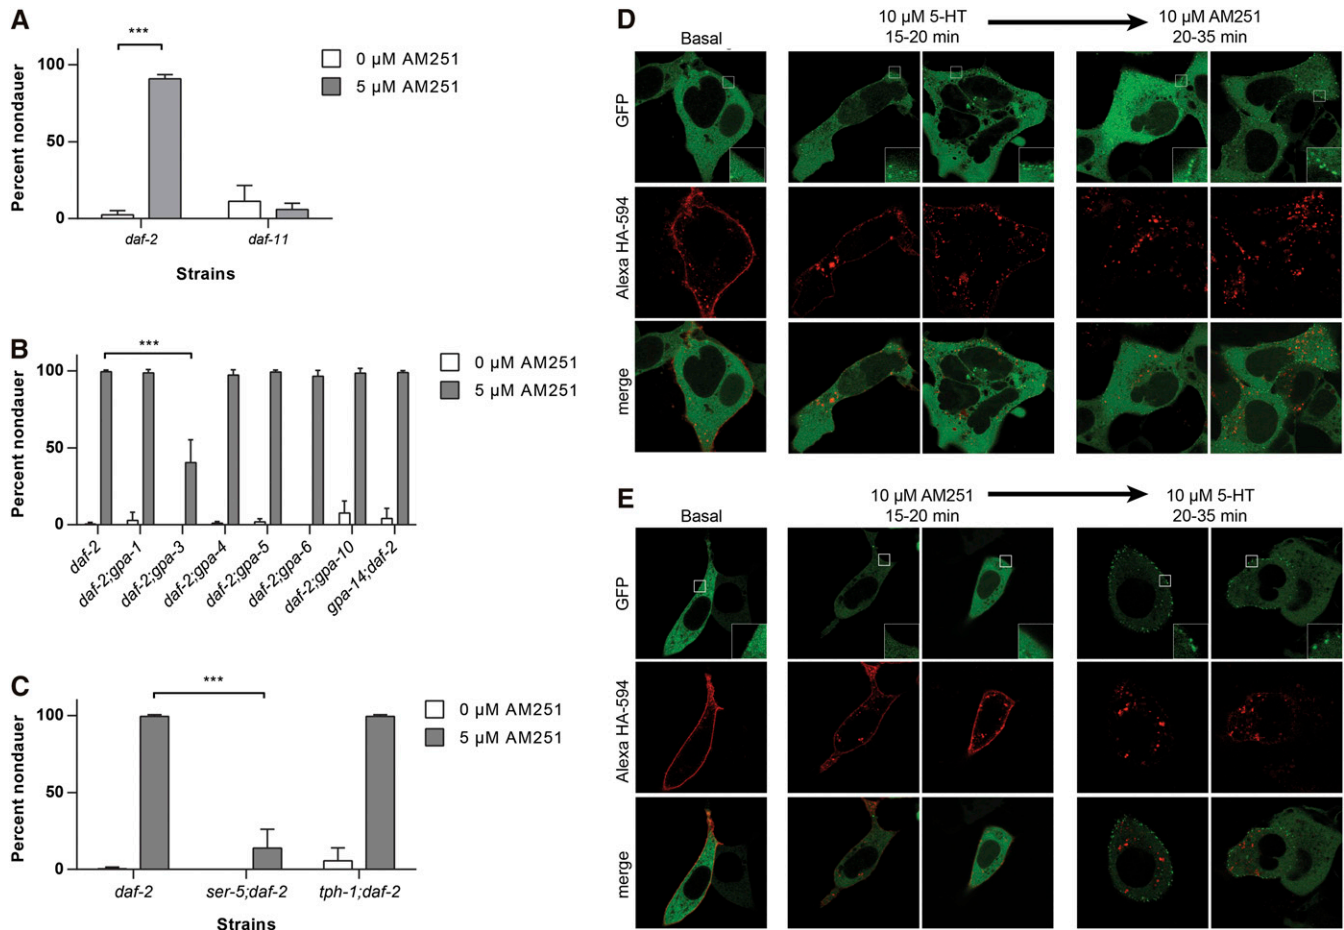 A
***
Percent nondauer
100
50
0
daf-2
daf-11
Strains
0 µM AM251
5 µM AM251
B
***
Percent nondauer
100
50
0
daf-2
daf-2;gpa-1
daf-2;gpa-3
daf-2;gpa-4
daf-2;gpa-5
daf-2;gpa-6
daf-2;gpa-10
gpa-14;daf-2
0 µM AM251
5 µM AM251
C
***
Percent nondauer
100
50
0
daf-2
ser-5;daf-2
tph-1;daf-2
Strains
0 µM AM251
5 µM AM251
D
Basal
10 µM 5-HT
15-20 min
10 µM AM251
20-35 min
GFP
Alexa HA-594
merge
E
Basal
10 µM AM251
15-20 min
10 µM 5-HT
20-35 min
GFP
Alexa HA-594
merge